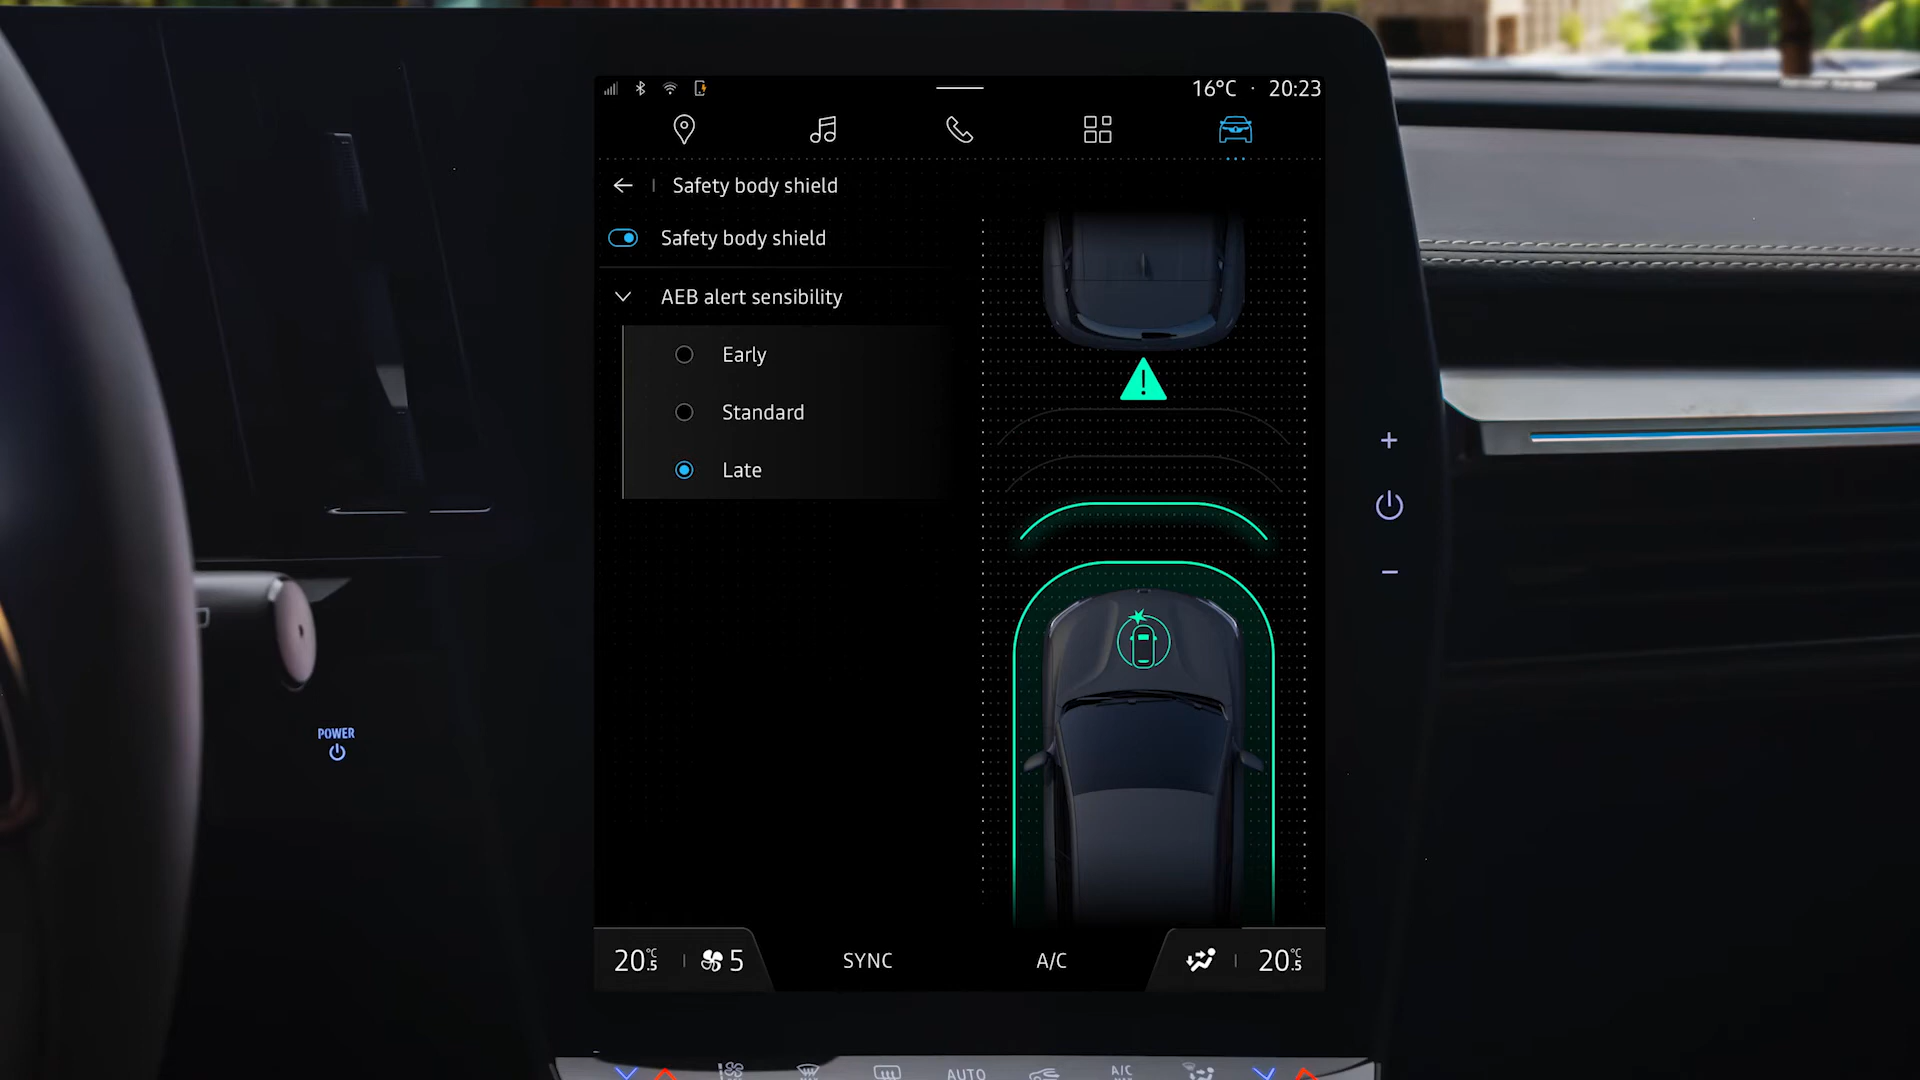 16°C · 20:23
Safety body shield
Safety body shield
AEB alert sensibility
Early
Standard
Late
+
−
POWER
20.5°C 5 SYNC A/C 20.5°C
AUTO A/C